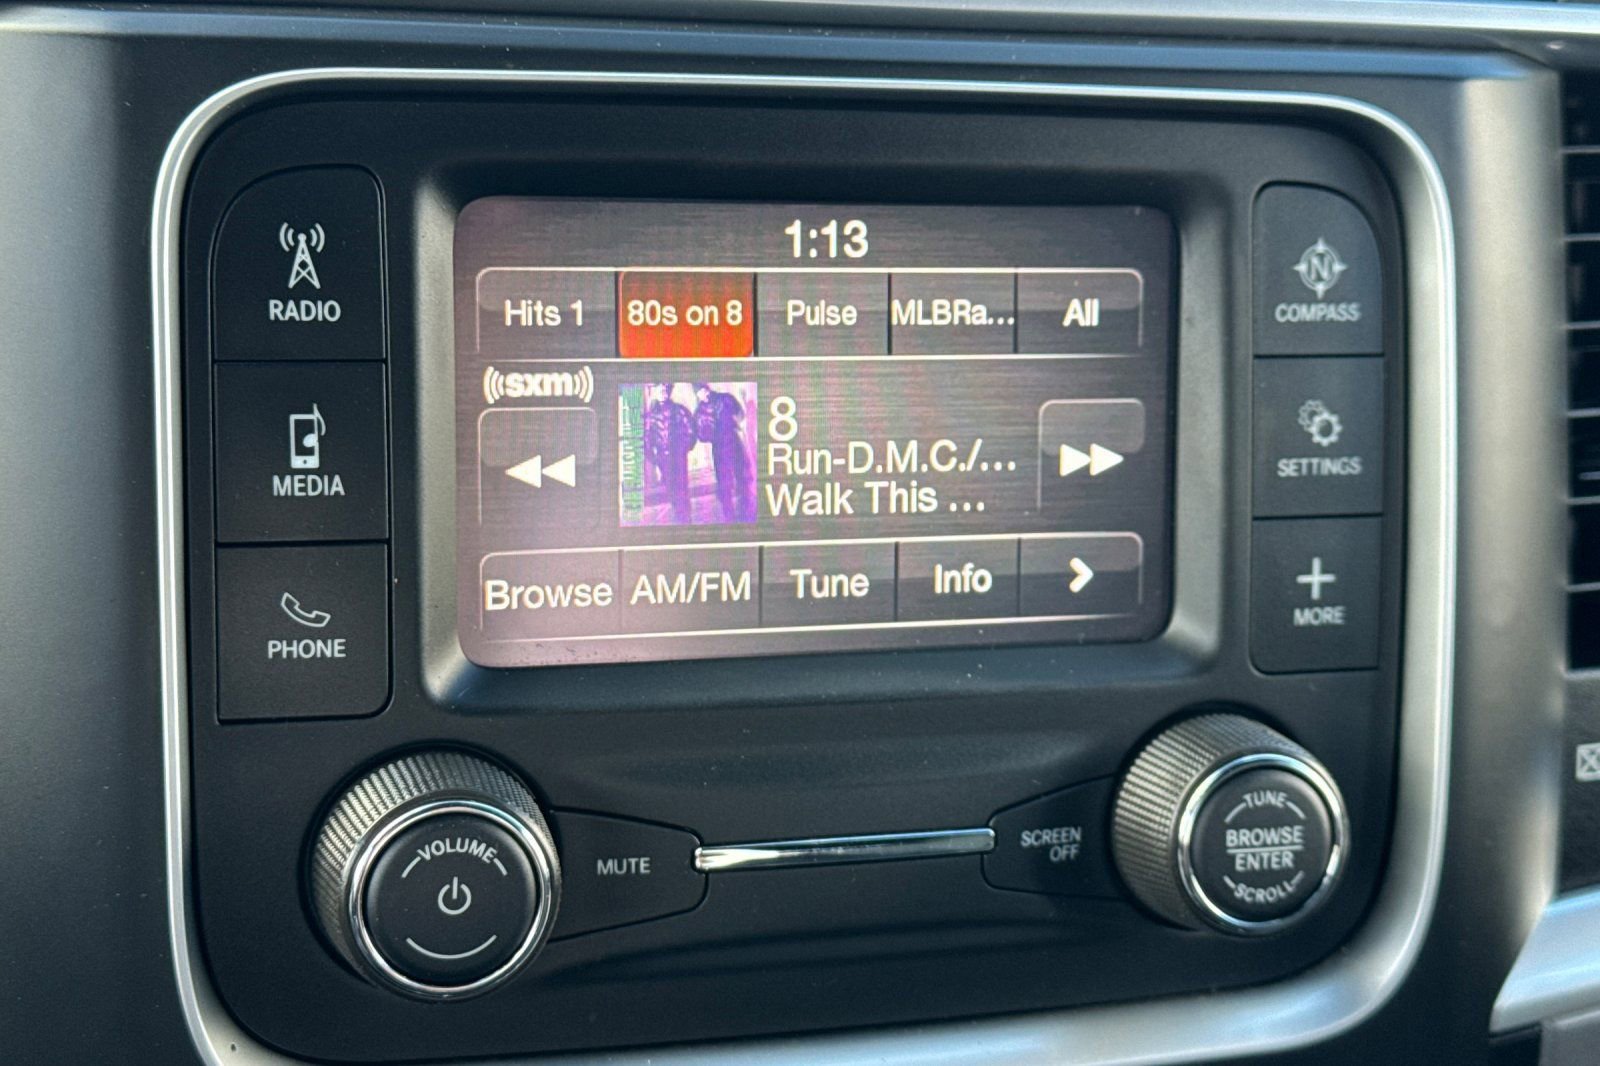 1:13
Hits 1
80s on 8
Pulse
MLBRa...
All
((sxm))
8
Run-D.M.C./...
Walk This ...
Browse
AM/FM
Tune
Info
RADIO
MEDIA
PHONE
N
COMPASS
SETTINGS
MORE
VOLUME
MUTE
SCREEN
OFF
TUNE
BROWSE
ENTER
SCROLL